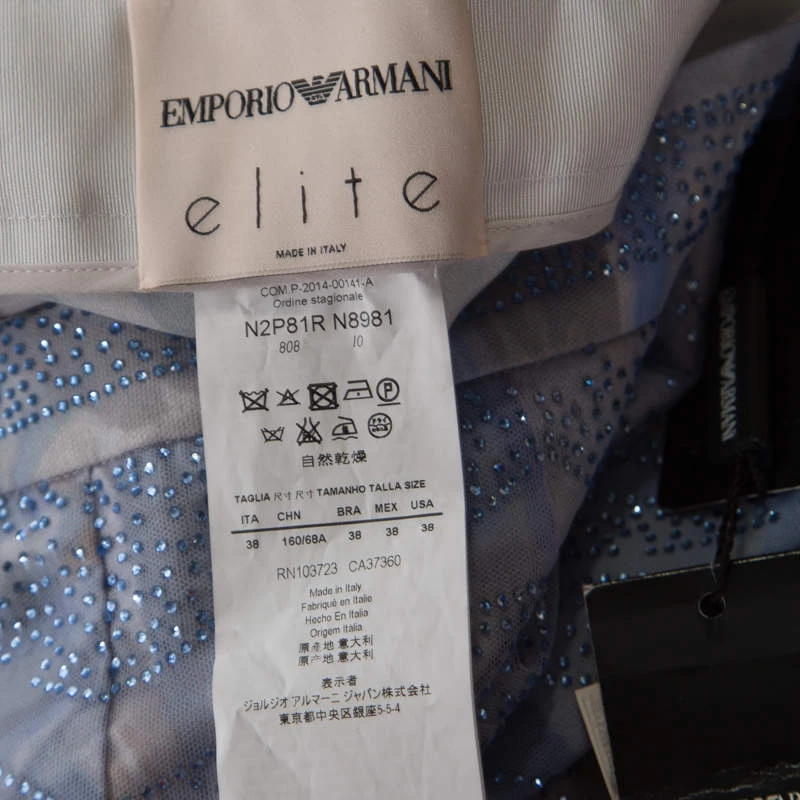 EMPORIO ARMANI
elite
MADE IN ITALY
COM.P-2014-00141-A
Ordine stagionale
N2P81R N8981
808 10
P
自然乾燥
TAGLIA 尺寸 尺寸 TAMANHO TALLA SIZE
ITA CHN BRA MEX USA
38 160/68A 38 38 38
RN103723 CA37360
Made in Italy
Fabriqué en Italie
Hecho En Italia
Origem Itália
原産地 意大利
原产地 意大利
表示者
ジョルジオ アルマーニ ジャパン株式会社
東京都中央区銀座5-5-4
EMPORIO ARMANI